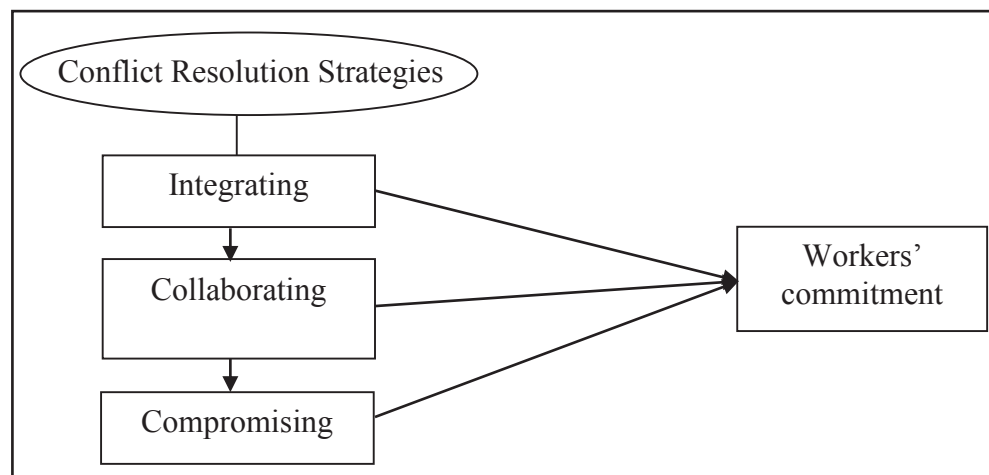 Conflict Resolution Strategies
Integrating
Collaborating
Compromising
Workers’
commitment